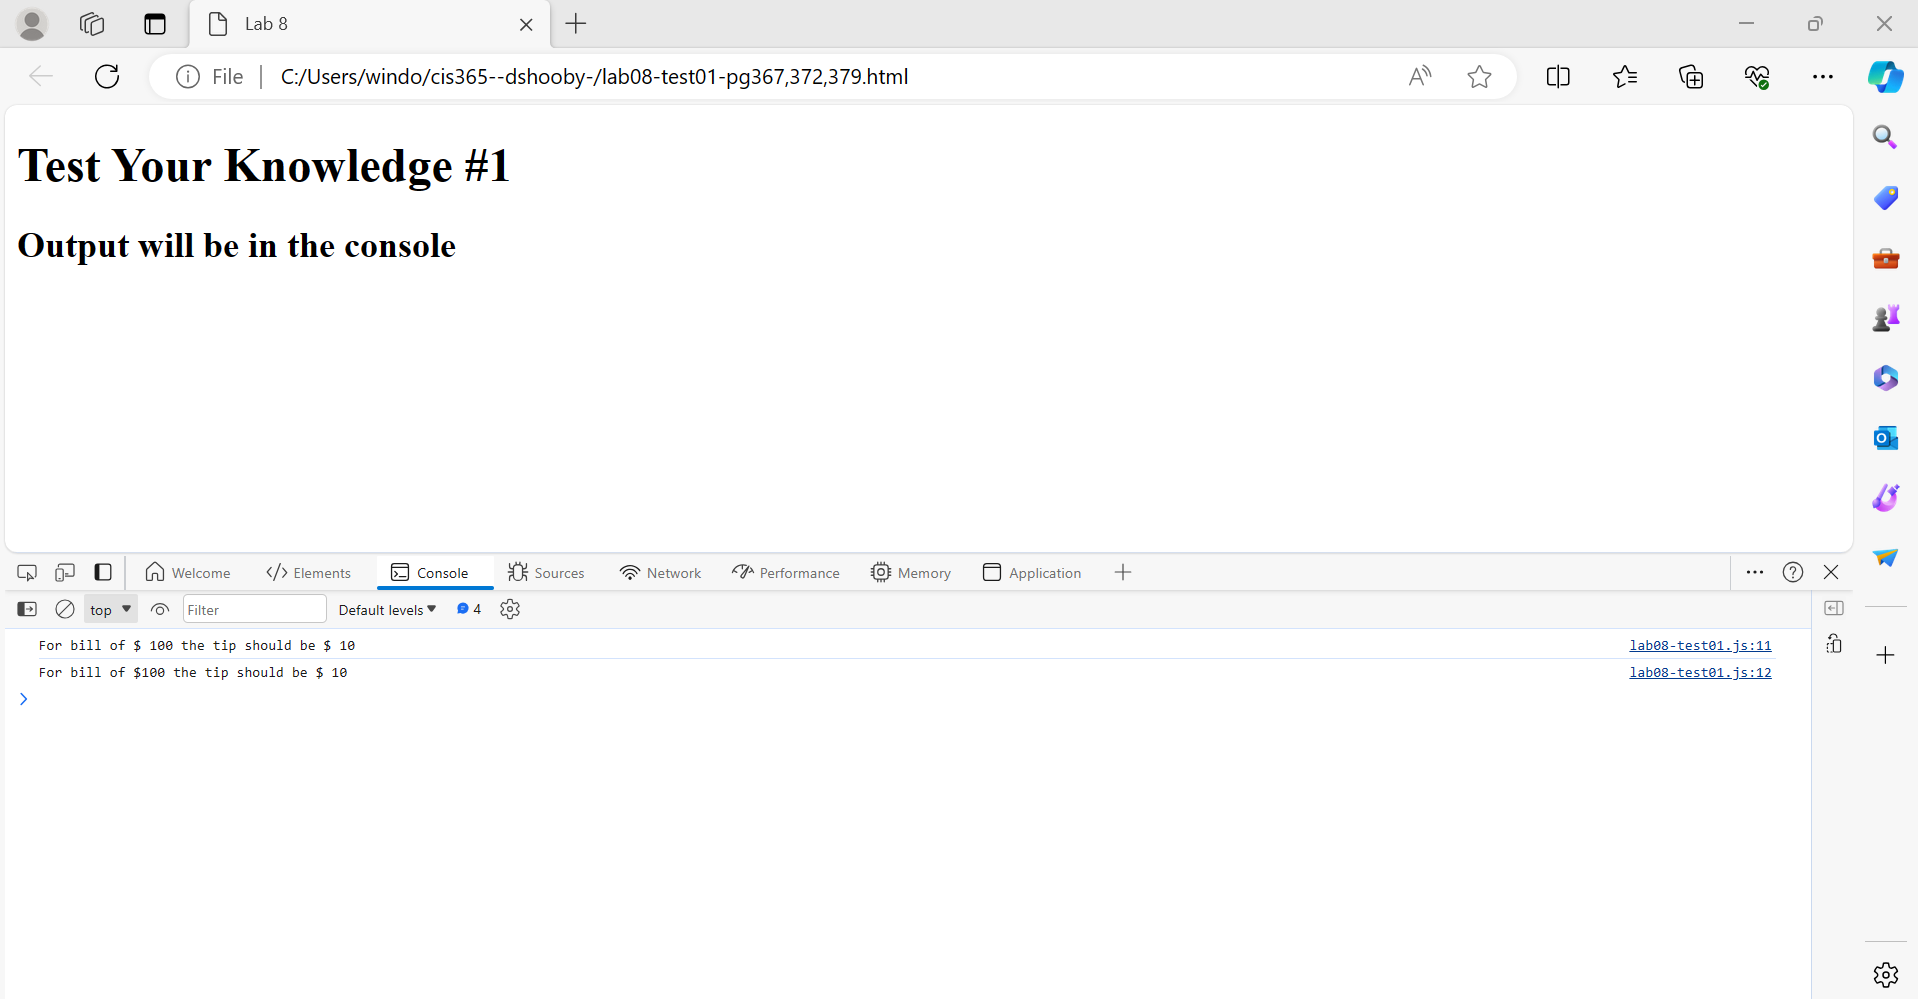 Lab 8
File C:/Users/windo/cis365--dshooby-/lab08-test01-pg367,372,379.html
Test Your Knowledge #1
Output will be in the console
Welcome Elements Console Sources Network Performance Memory Application
top Filter Default levels 4
For bill of $ 100 the tip should be $ 10 lab08-test01.js:11
For bill of $100 the tip should be $ 10 lab08-test01.js:12